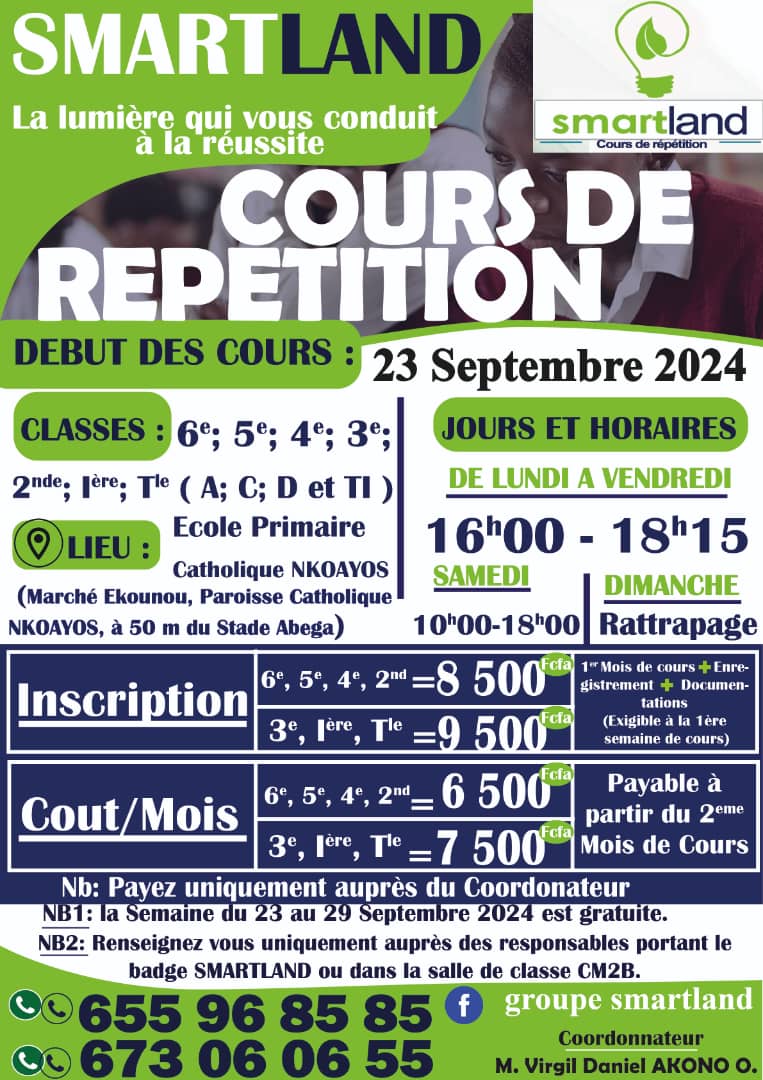 SMARTLAND
La lumière qui vous conduit
à la réussite
smartland
Cours de répétition
COURS DE
REPETITION
DEBUT DES COURS : 23 Septembre 2024
CLASSES : 6e; 5e; 4e; 3e;
2nde; Ière; Tle ( A; C; D et TI )
LIEU : Ecole Primaire
Catholique NKOAYOS
(Marché Ekounou, Paroisse Catholique
NKOAYOS, à 50 m du Stade Abega)
JOURS ET HORAIRES
DE LUNDI A VENDREDI
16h00 - 18h15
SAMEDI
10h00-18h00
DIMANCHE
Rattrapage
Inscription
6e, 5e, 4e, 2nd =8 500 Fcfa
3e, Ière, Tle =9 500 Fcfa
1er Mois de cours + Enre-
gistrement + Documen-
tations
(Exigible à la 1ère
semaine de cours)
Cout/Mois
6e, 5e, 4e, 2nd= 6 500 Fcfa
3e, Ière, Tle =7 500 Fcfa
Payable à
partir du 2eme
Mois de Cours
Nb: Payez uniquement auprès du Coordonateur
NB1: la Semaine du 23 au 29 Septembre 2024 est gratuite.
NB2: Renseignez vous uniquement auprès des responsables portant le
badge SMARTLAND ou dans la salle de classe CM2B.
655 96 85 85
673 06 06 55
f groupe smartland
Coordonnateur
M. Virgil Daniel AKONO O.